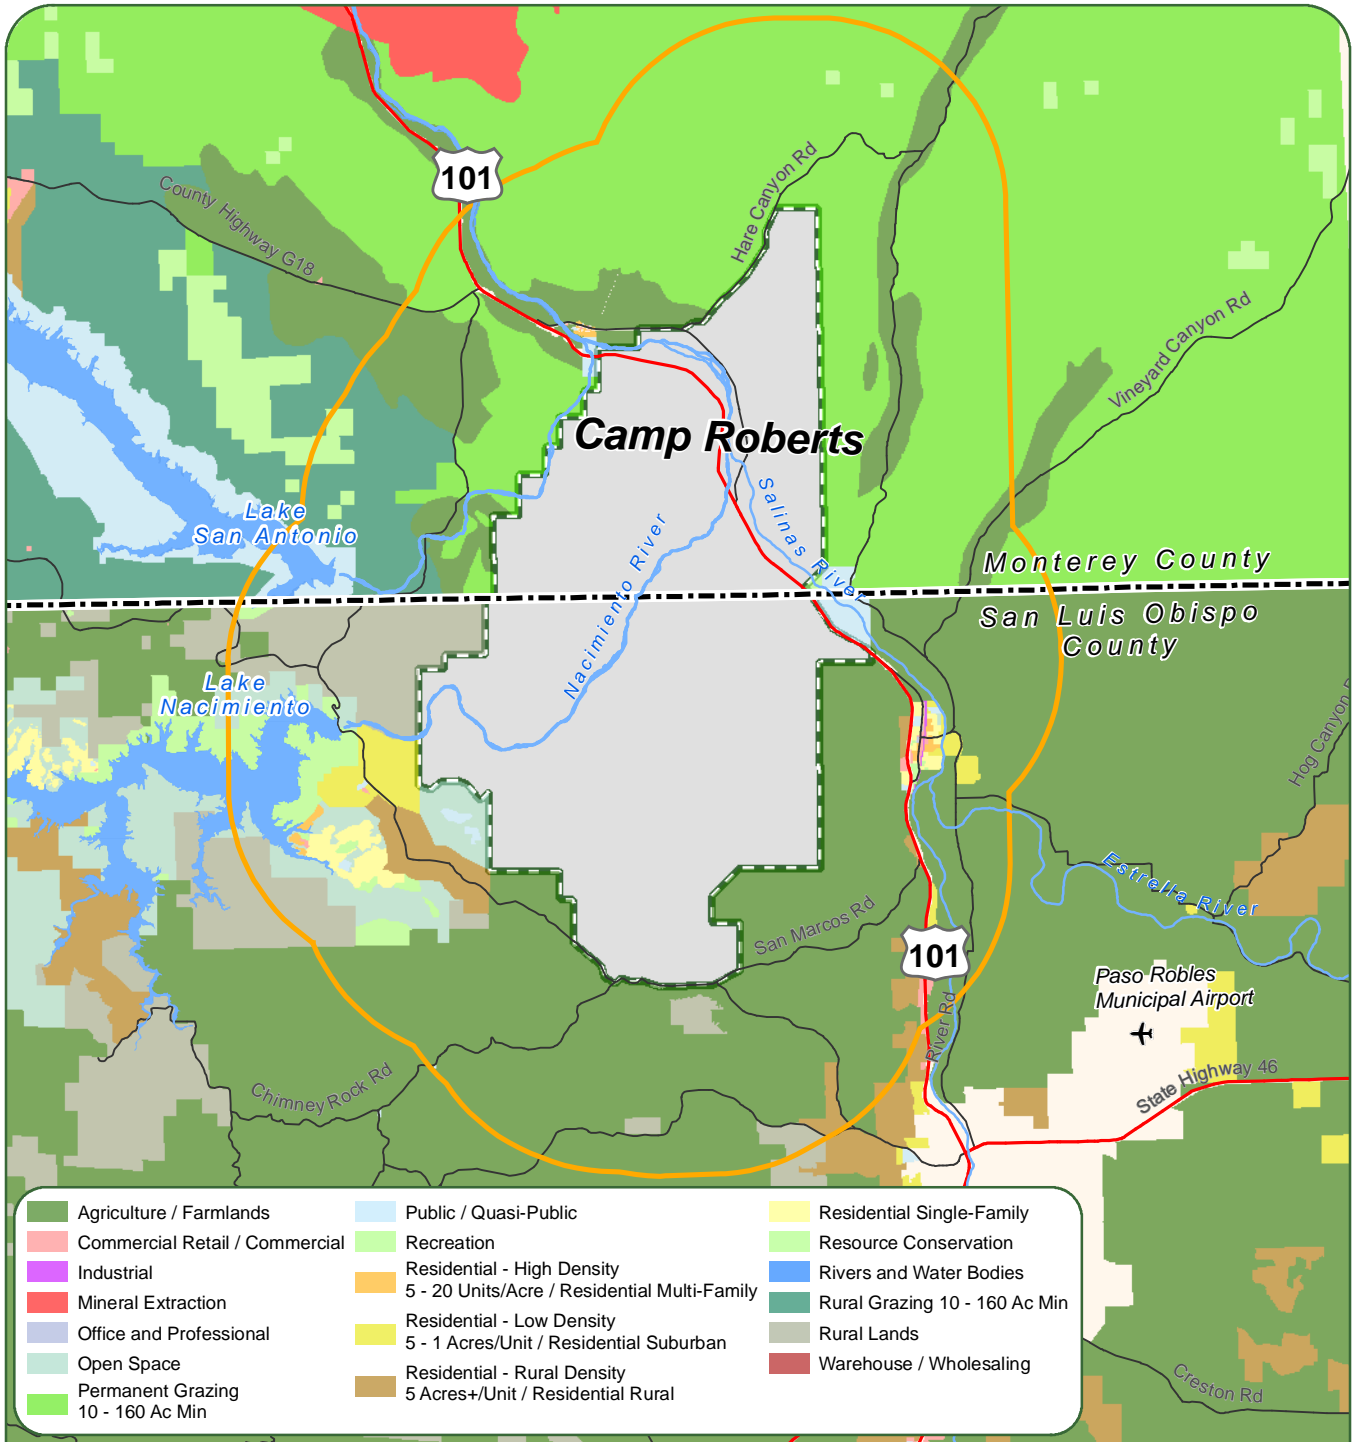 101
County Highway G18
Hare Canyon Rd
Vineyard Canyon Rd
Camp Roberts
Lake
San Antonio
Salinas River
Nacimiento River
Monterey County
San Luis Obispo
County
Lake
Nacimiento
Hog Canyon
Estrella River
San Marcos Rd
101
Paso Robles
Municipal Airport
River Rd
State Highway 46
Chimney Rock Rd
Creston Rd
Agriculture / Farmlands
Commercial Retail / Commercial
Industrial
Mineral Extraction
Office and Professional
Open Space
Permanent Grazing
10 - 160 Ac Min
Public / Quasi-Public
Recreation
Residential - High Density
5 - 20 Units/Acre / Residential Multi-Family
Residential - Low Density
5 - 1 Acres/Unit / Residential Suburban
Residential - Rural Density
5 Acres+/Unit / Residential Rural
Residential Single-Family
Resource Conservation
Rivers and Water Bodies
Rural Grazing 10 - 160 Ac Min
Rural Lands
Warehouse / Wholesaling